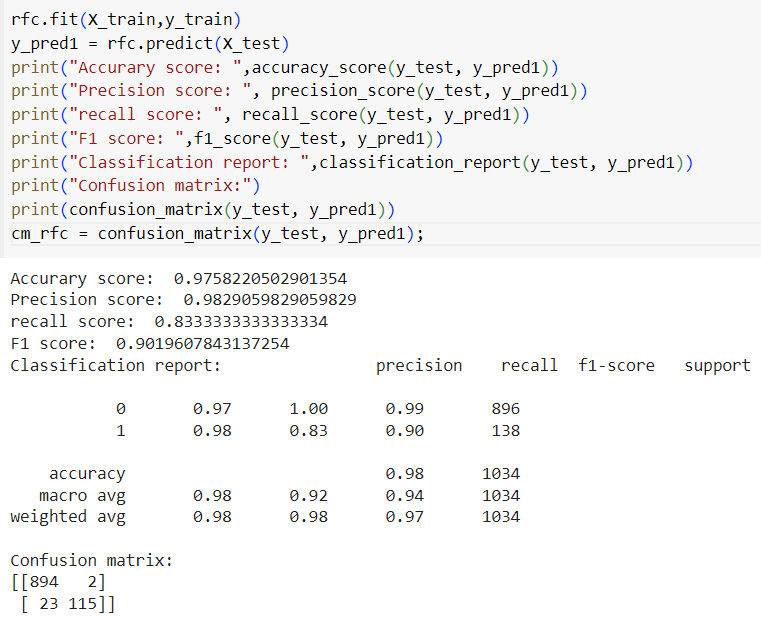 rfc.fit(X_train,y_train)
y_pred1 = rfc.predict(X_test)
print("Accurary score: ",accuracy_score(y_test, y_pred1))
print("Precision score: ", precision_score(y_test, y_pred1))
print("recall score: ", recall_score(y_test, y_pred1))
print("F1 score: ",f1_score(y_test, y_pred1))
print("Classification report: ",classification_report(y_test, y_pred1))
print("Confusion matrix:")
print(confusion_matrix(y_test, y_pred1))
cm_rfc = confusion_matrix(y_test, y_pred1);
Accurary score:  0.9758220502901354
Precision score:  0.9829059829059829
recall score:  0.8333333333333334
F1 score:  0.9019607843137254
Classification report:                precision    recall  f1-score   support
           0       0.97      1.00      0.99       896
           1       0.98      0.83      0.90       138
    accuracy                           0.98      1034
   macro avg       0.98      0.92      0.94      1034
weighted avg       0.98      0.98      0.97      1034
Confusion matrix:
[[894   2]
 [ 23 115]]